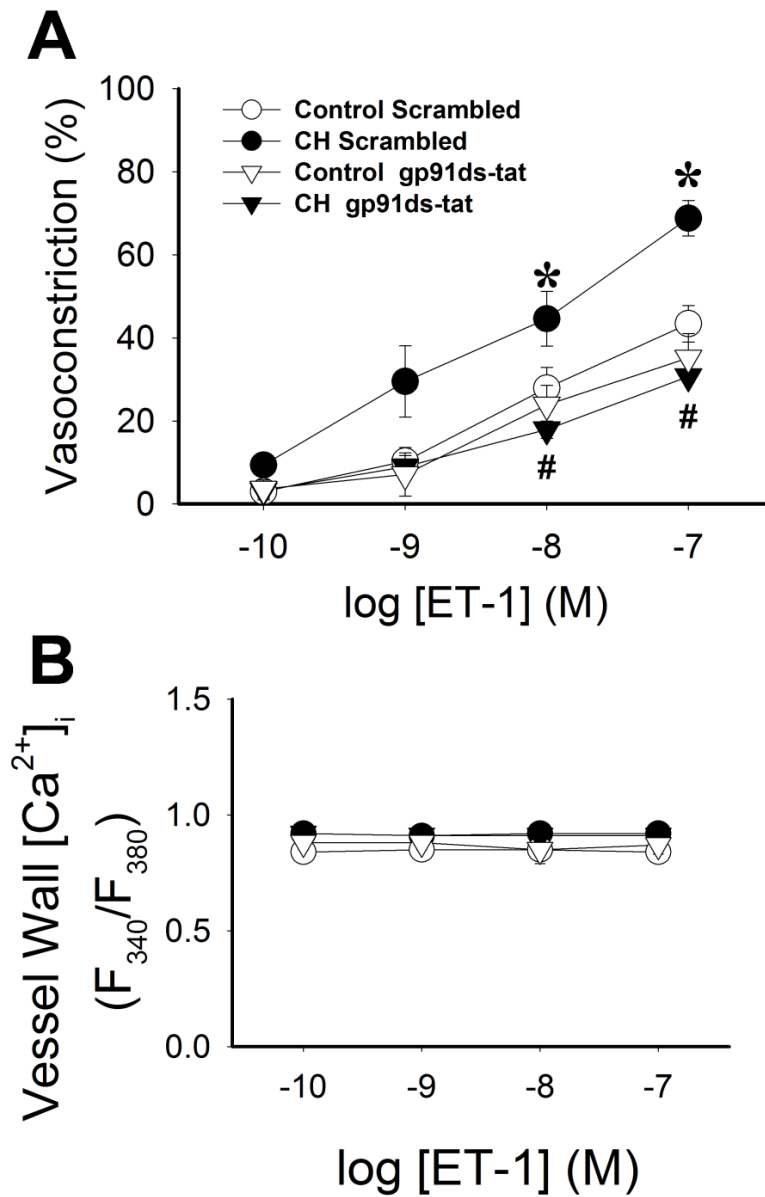 A
Vasoconstriction (%)
100
80
60
40
20
0
Control Scrambled
CH Scrambled
Control gp91ds-tat
CH gp91ds-tat
*
*
#
#
-10 -9 -8 -7
log [ET-1] (M)
B
Vessel Wall [Ca2+]i
(F340/F380)
1.5
1.0
0.5
0.0
-10 -9 -8 -7
log [ET-1] (M)